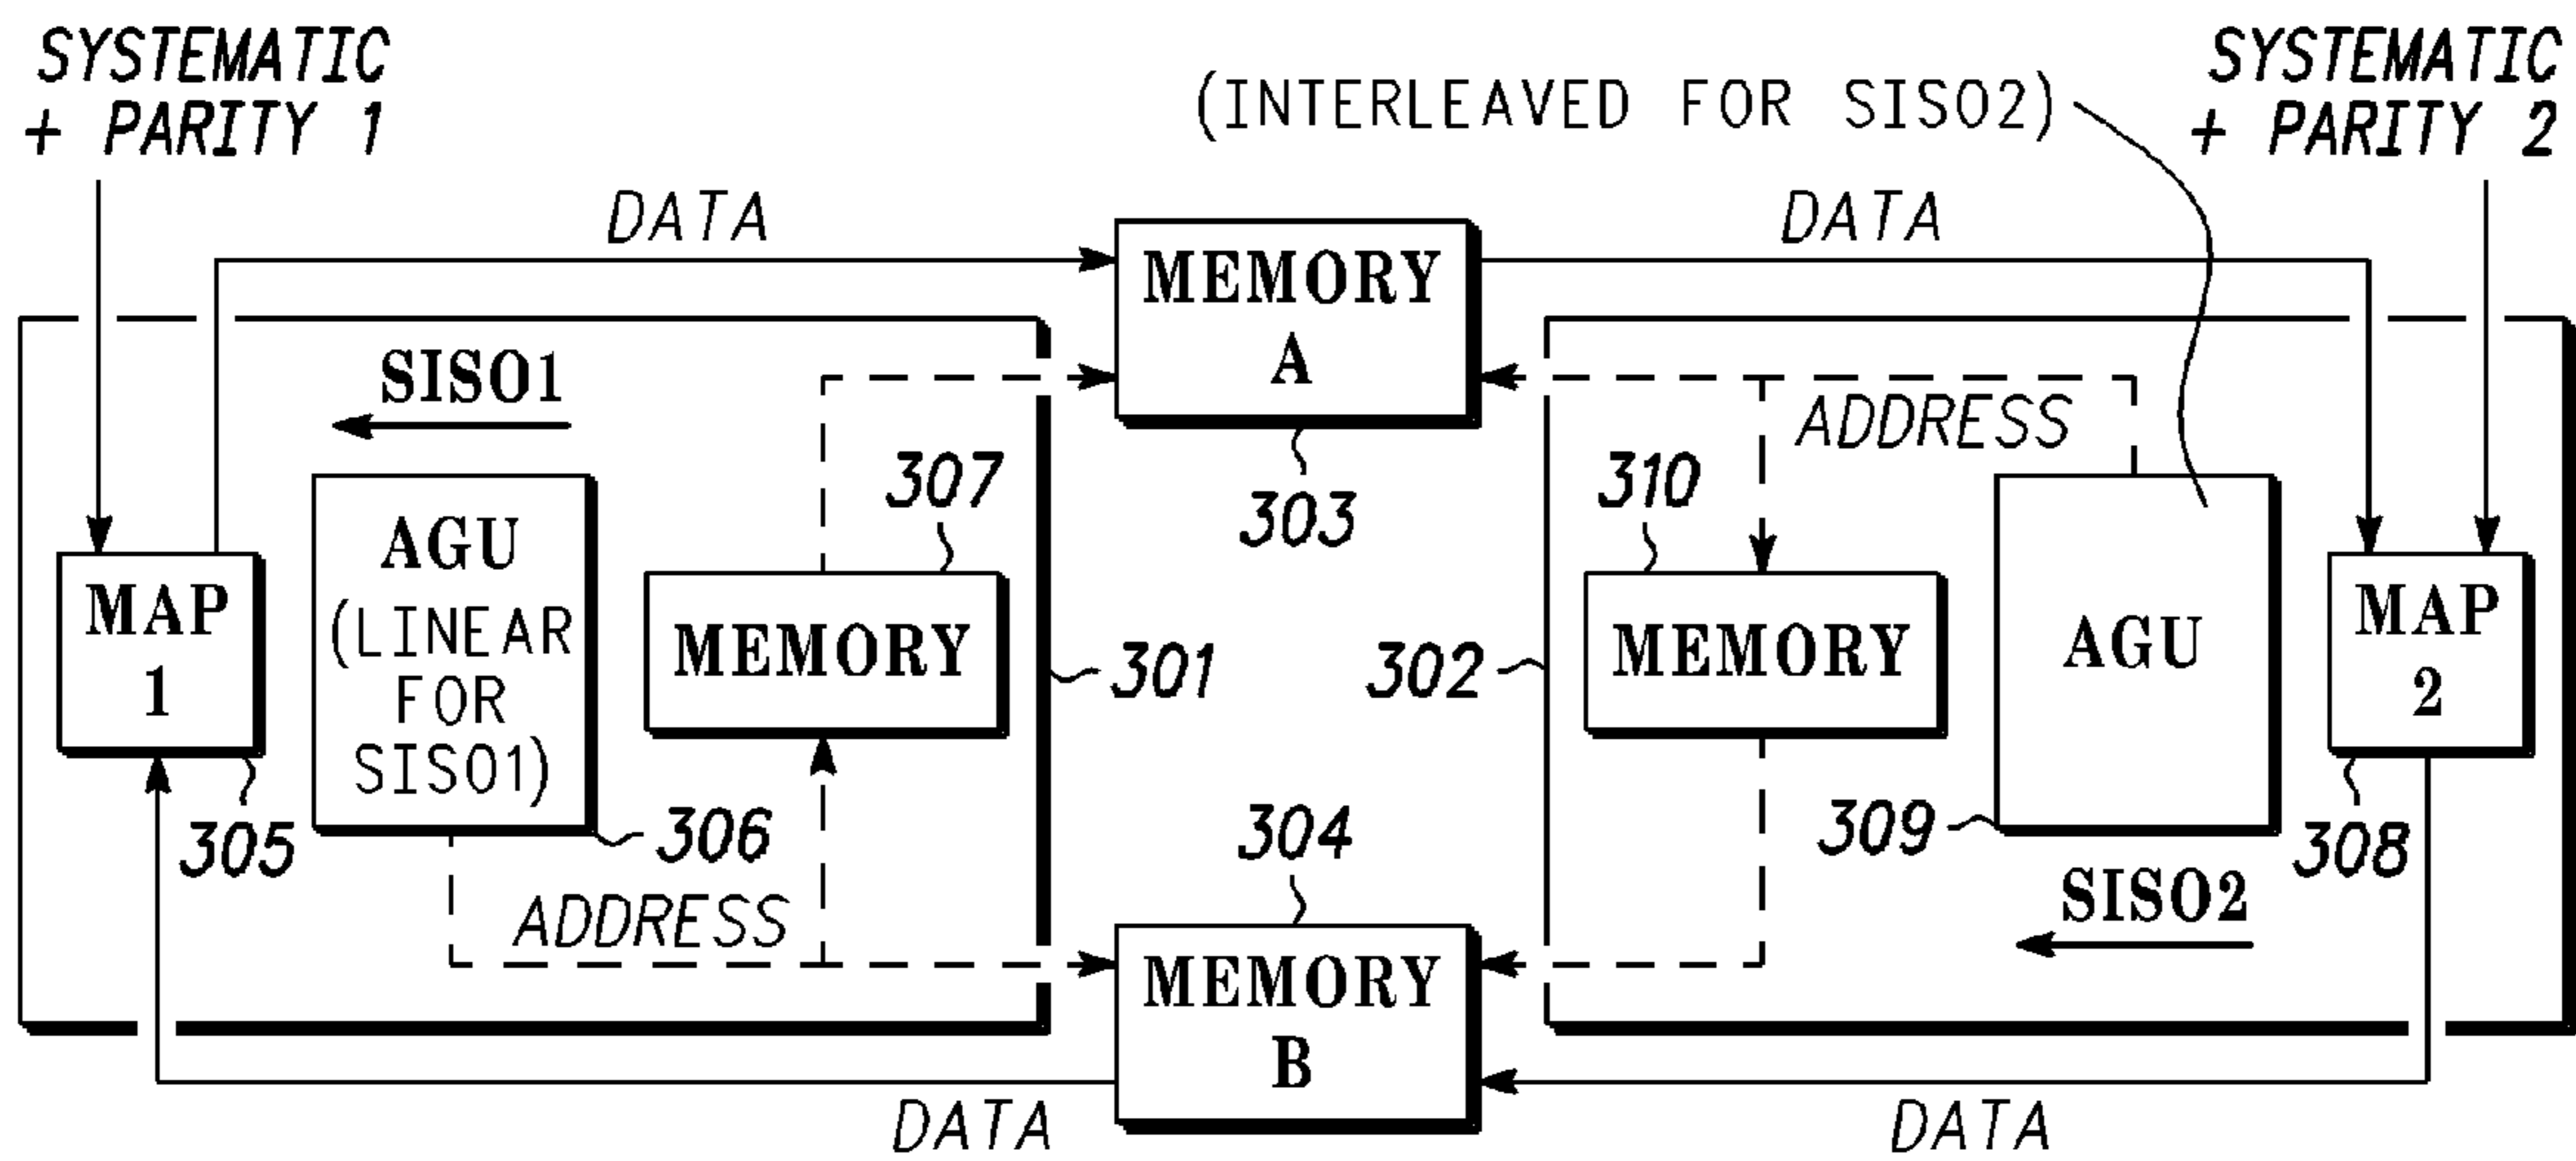 SYSTEMATIC
+ PARITY 1
(INTERLEAVED FOR SISO2)
SYSTEMATIC
+ PARITY 2
DATA
DATA
MEMORY
A
303
SISO1
AGU
(LINEAR
FOR
SISO1)
306
MAP
1
305
307
MEMORY
ADDRESS
301
302
310
MEMORY
ADDRESS
AGU
309
MAP
2
308
SISO2
304
MEMORY
B
DATA
DATA